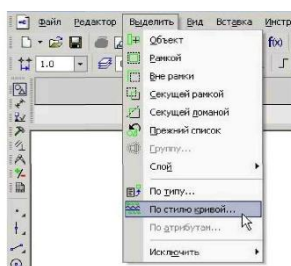 Файл Редактор Выделить Вид Вставка Инстр
f(x)
1.0
Объект
Рамкой
Вне рамки
Секущей рамкой
Секущей ломаной
Прежний список
Группу...
Слой
По типу...
По стилю кривой...
По атрибутам...
Исключить